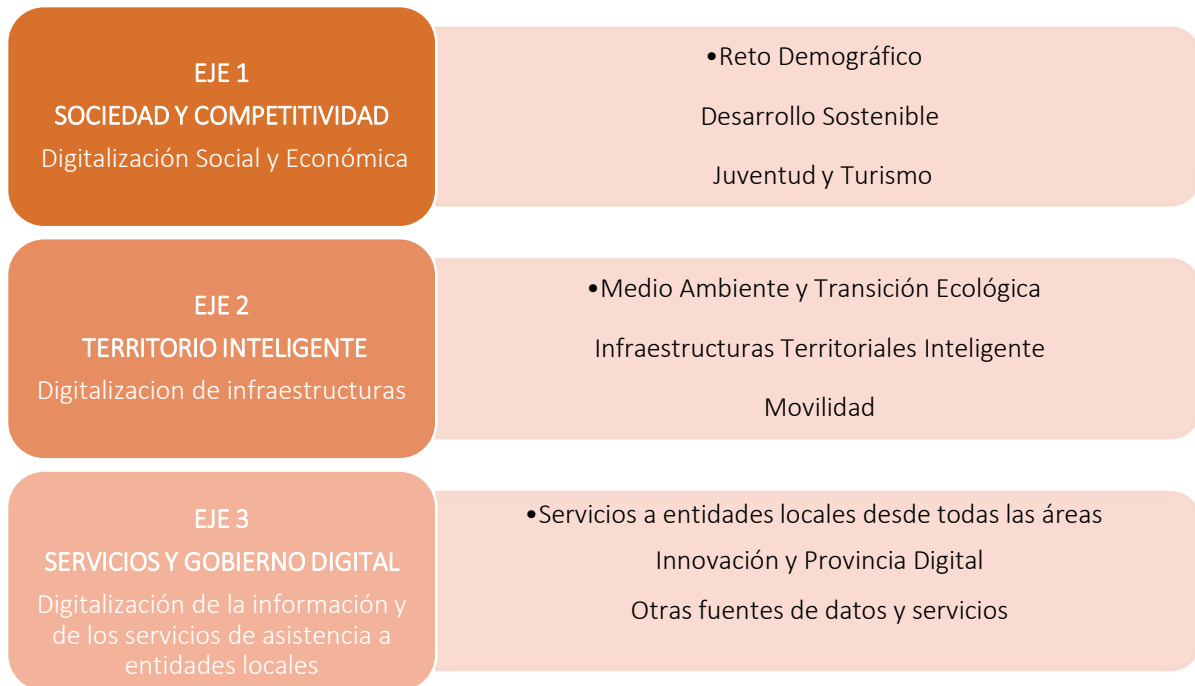 EJE 1
SOCIEDAD Y COMPETITIVIDAD
Digitalización Social y Económica
•Reto Demográfico
Desarrollo Sostenible
Juventud y Turismo
EJE 2
TERRITORIO INTELIGENTE
Digitalizacion de infraestructuras
•Medio Ambiente y Transición Ecológica
Infraestructuras Territoriales Inteligente
Movilidad
EJE 3
SERVICIOS Y GOBIERNO DIGITAL
Digitalización de la información y
de los servicios de asistencia a
entidades locales
•Servicios a entidades locales desde todas las áreas
Innovación y Provincia Digital
Otras fuentes de datos y servicios